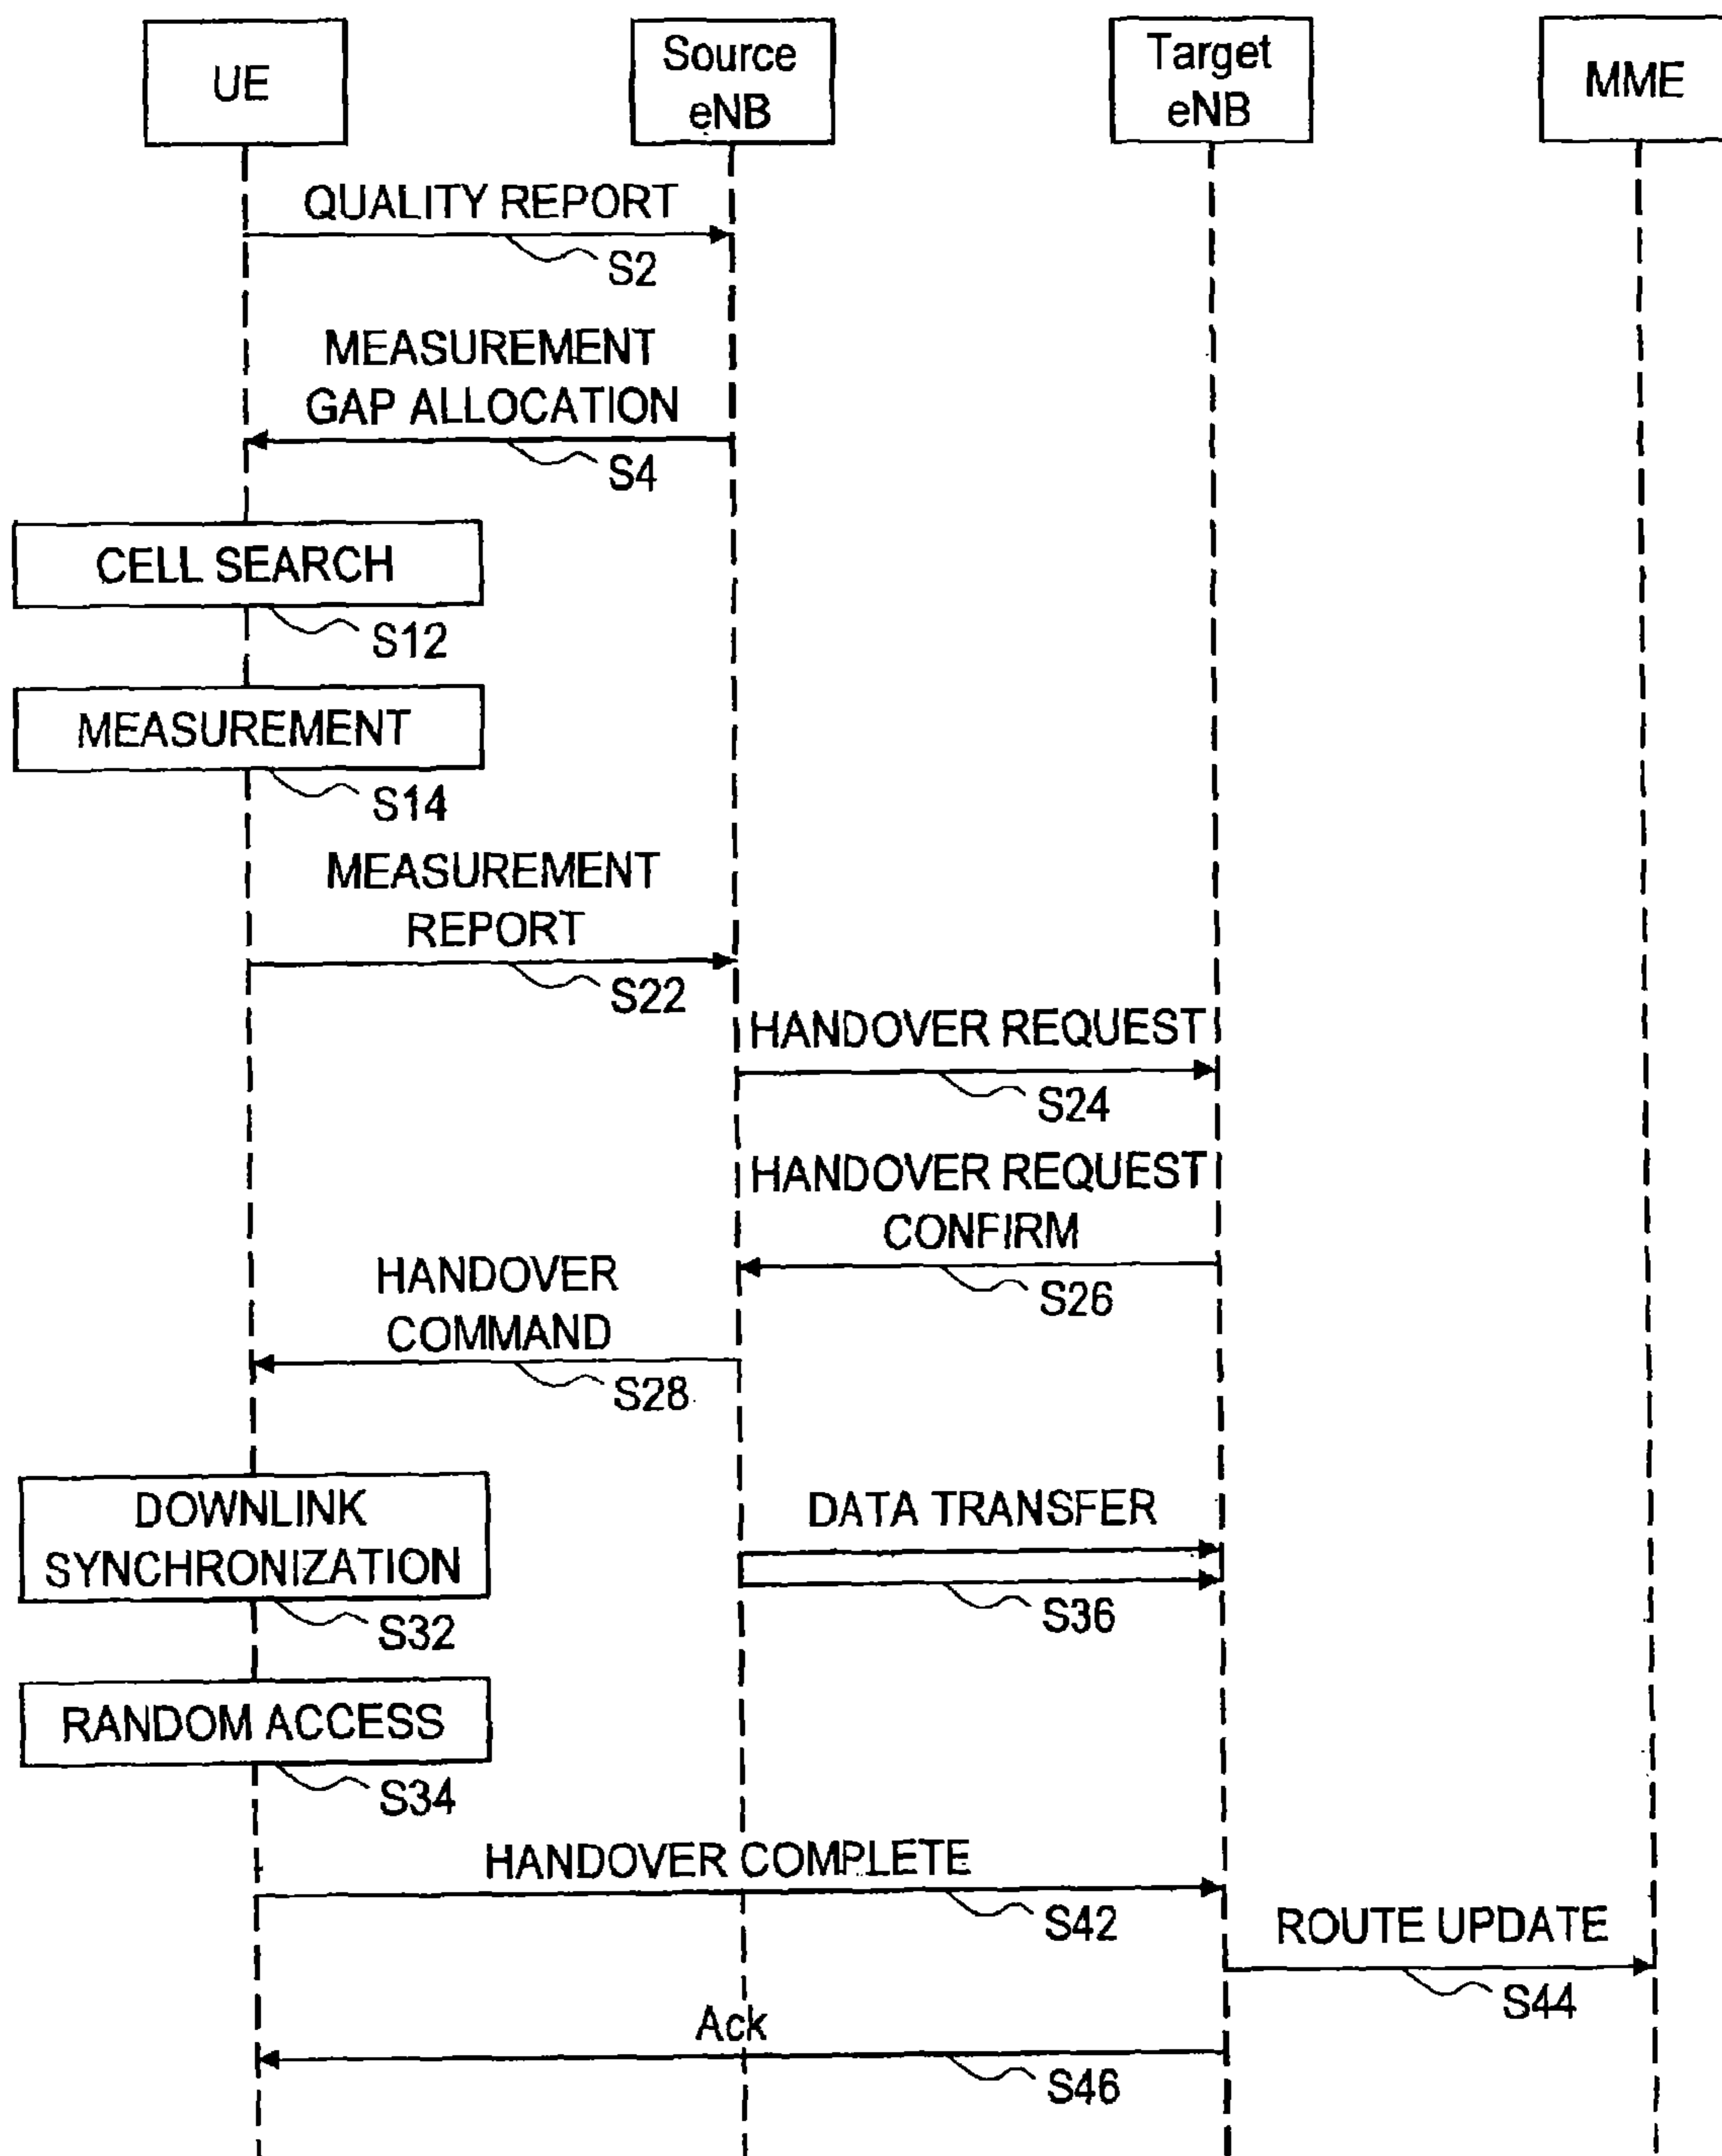 UE
Source
eNB
Target
eNB
MME
QUALITY REPORT
S2
MEASUREMENT
GAP ALLOCATION
S4
CELL SEARCH
S12
MEASUREMENT
S14
MEASUREMENT
REPORT
S22
HANDOVER REQUEST
S24
HANDOVER REQUEST
CONFIRM
S26
HANDOVER
COMMAND
S28
DOWNLINK
SYNCHRONIZATION
S32
DATA TRANSFER
S36
RANDOM ACCESS
S34
HANDOVER COMPLETE
S42
ROUTE UPDATE
S44
Ack
S46